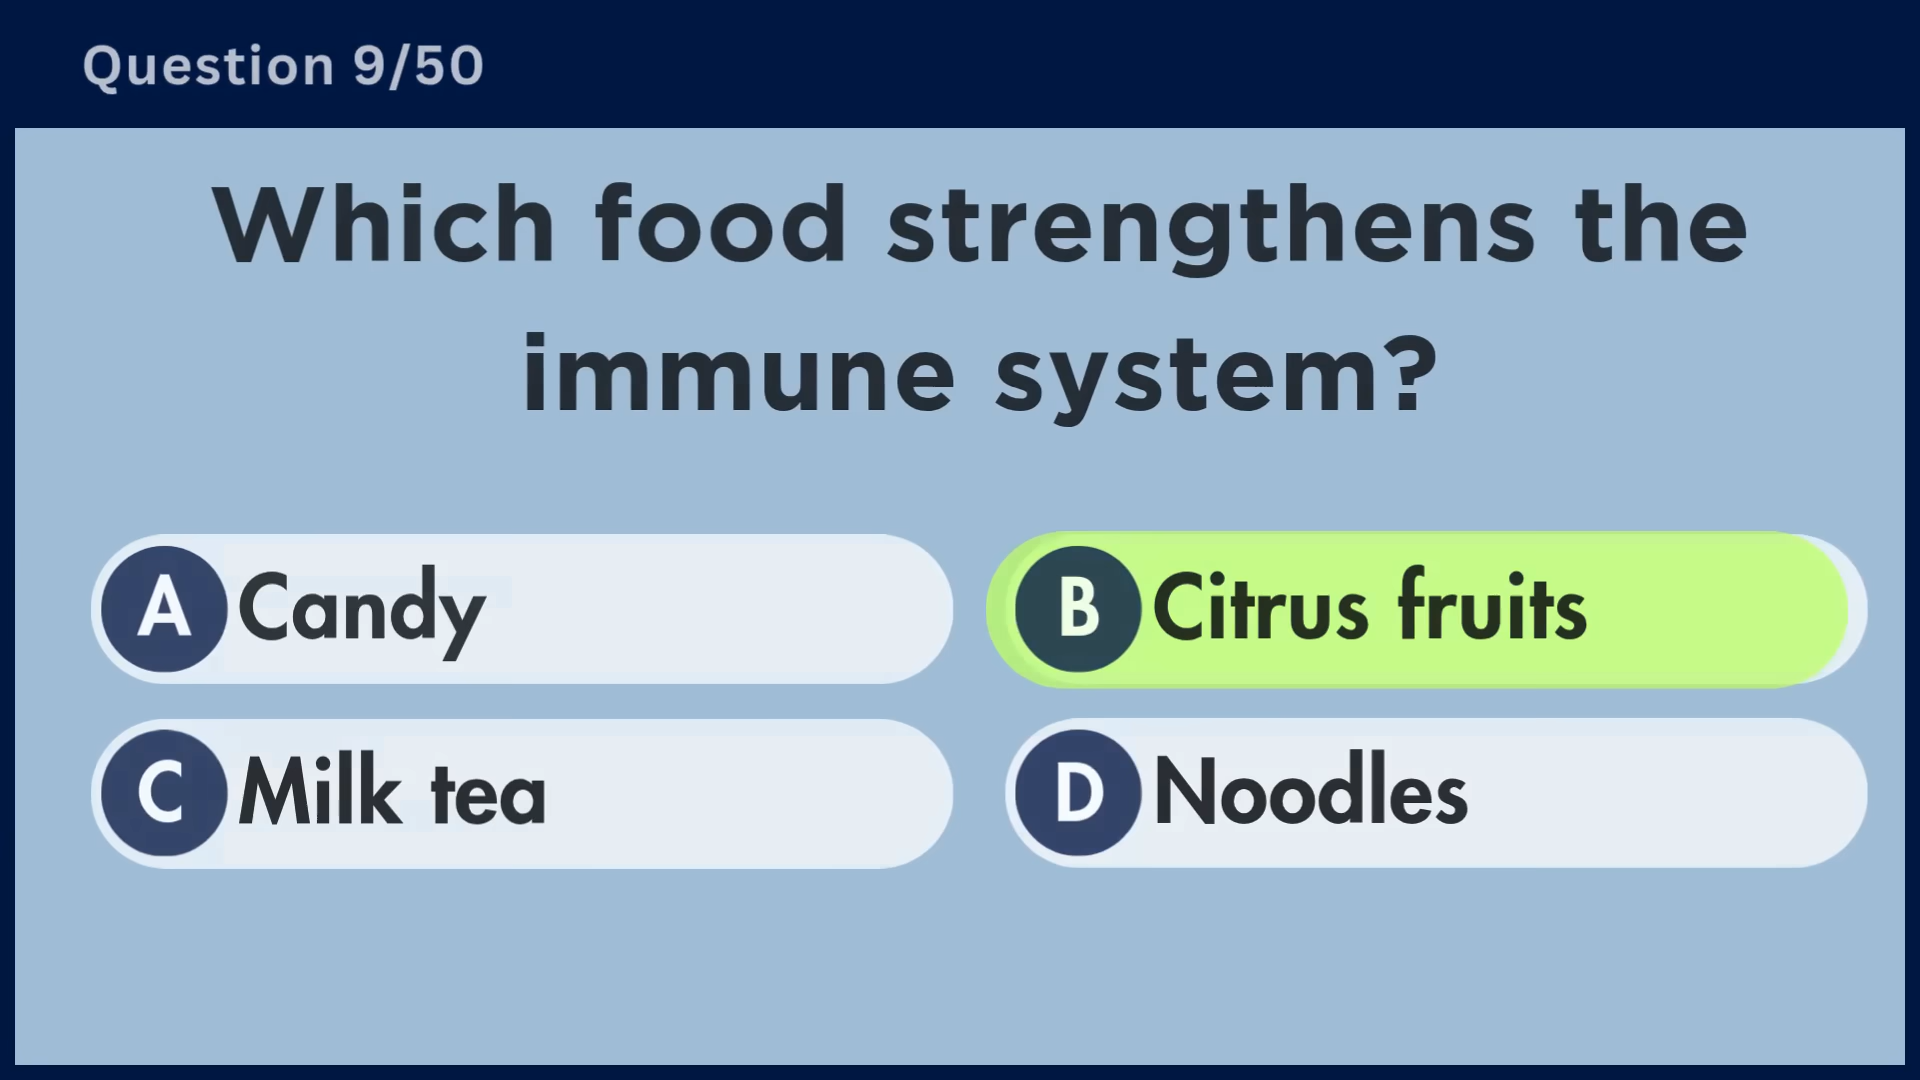 Question 9/50
Which food strengthens the
immune system?
A Candy
B Citrus fruits
C Milk tea
D Noodles